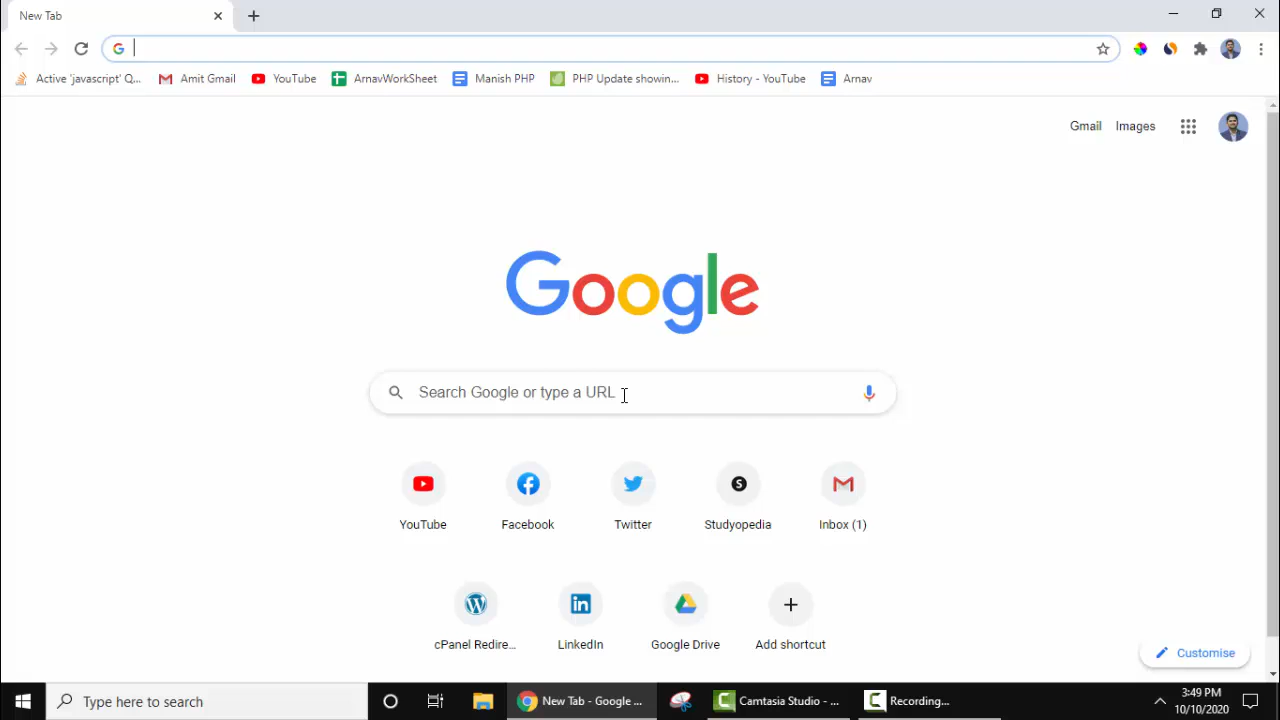 New Tab
Active 'javascript' Q...
Amit Gmail
YouTube
ArnavWorkSheet
Manish PHP
PHP Update showin...
History - YouTube
Arnav
Gmail
Images
Google
Search Google or type a URL
YouTube
Facebook
Twitter
Studyopedia
Inbox (1)
cPanel Redire...
LinkedIn
Google Drive
Add shortcut
Customise
Type here to search
New Tab - Google ...
Camtasia Studio - ...
Recording...
3:49 PM
10/10/2020